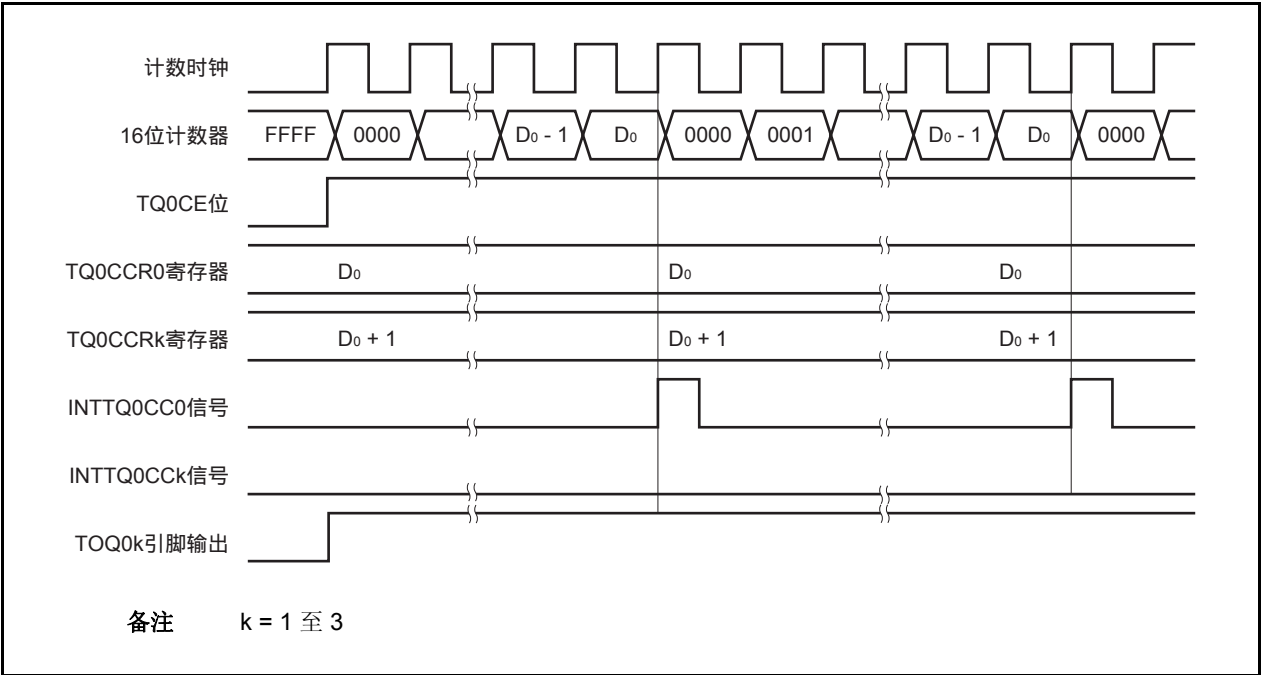 计数时钟
16位计数器 FFFF 0000 D0 - 1 D0 0000 0001 D0 - 1 D0 0000
TQ0CE位
TQ0CCR0寄存器 D0 D0 D0
TQ0CCRk寄存器 D0 + 1 D0 + 1 D0 + 1
INTTQ0CC0信号
INTTQ0CCk信号
TOQ0k引脚输出
备注 k = 1 至 3